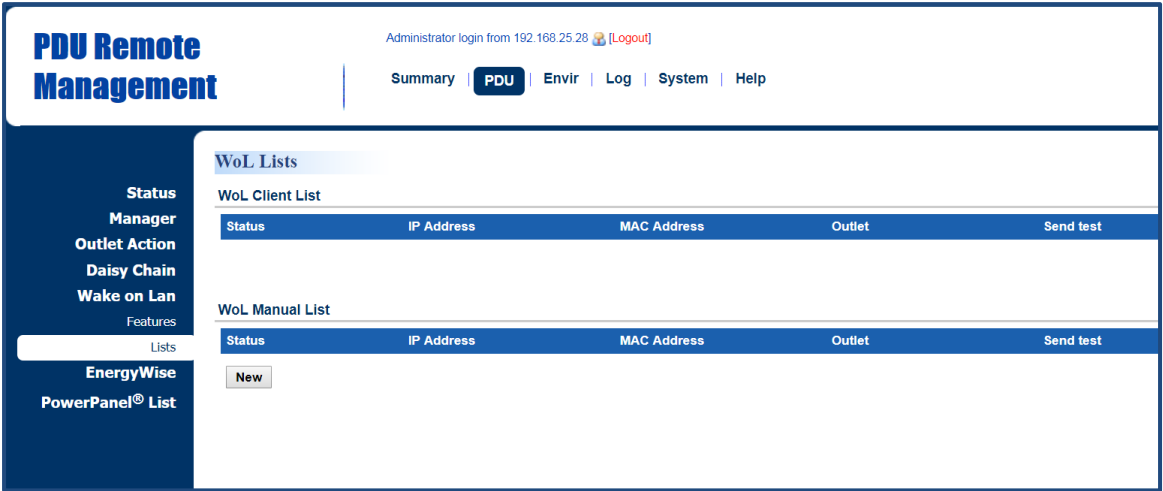 PDU Remote
Management
Administrator login from 192.168.25.28 [Logout]
Summary | PDU | Envir | Log | System | Help
Status
Manager
Outlet Action
Daisy Chain
Wake on Lan
Features
Lists
EnergyWise
PowerPanel® List
WoL Lists
WoL Client List
Status IP Address MAC Address Outlet Send test
WoL Manual List
Status IP Address MAC Address Outlet Send test
New